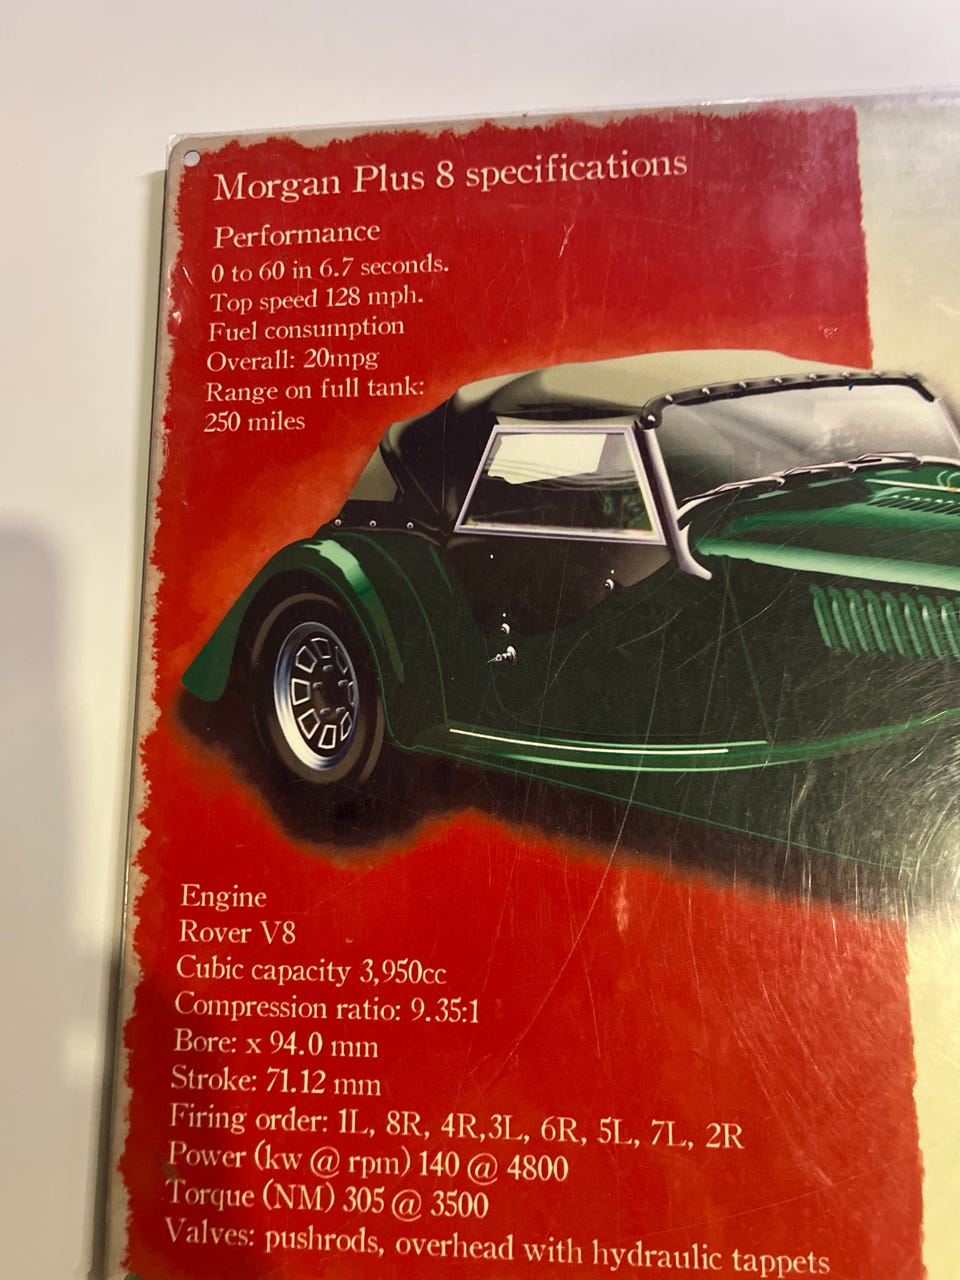 Morgan Plus 8 specifications
Performance
0 to 60 in 6.7 seconds.
Top speed 128 mph.
Fuel consumption
Overall: 20mpg
Range on full tank:
250 miles
Engine
Rover V8
Cubic capacity 3,950cc
Compression ratio: 9.35:1
Bore: x 94.0 mm
Stroke: 71.12 mm
Firing order: 1L, 8R, 4R,3L, 6R, 5L, 7L, 2R
Power (kw @ rpm) 140 @ 4800
Torque (NM) 305 @ 3500
Valves: pushrods, overhead with hydraulic tappets